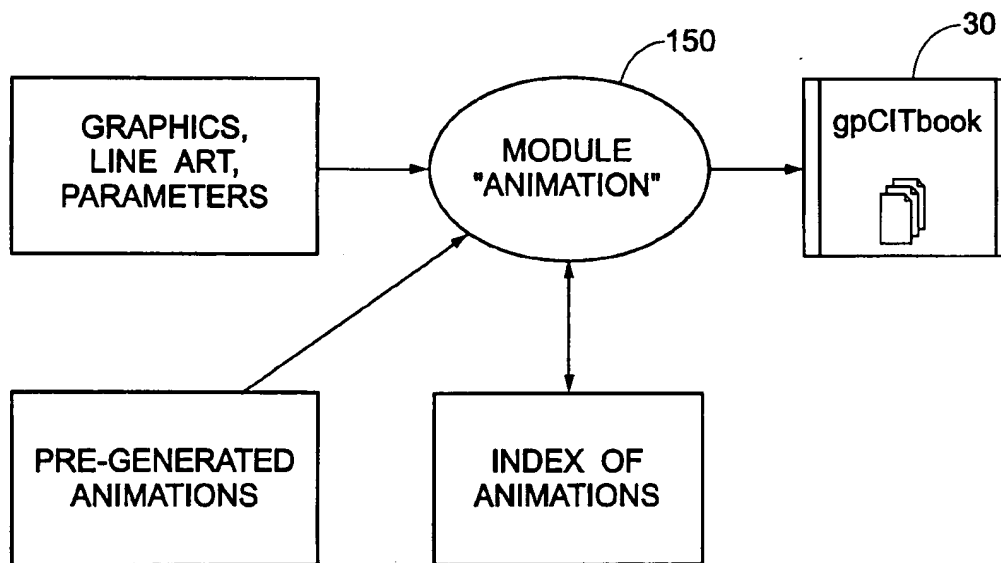 150
30
GRAPHICS,
LINE ART,
PARAMETERS
MODULE
"ANIMATION"
gpCITbook
PRE-GENERATED
ANIMATIONS
INDEX OF
ANIMATIONS